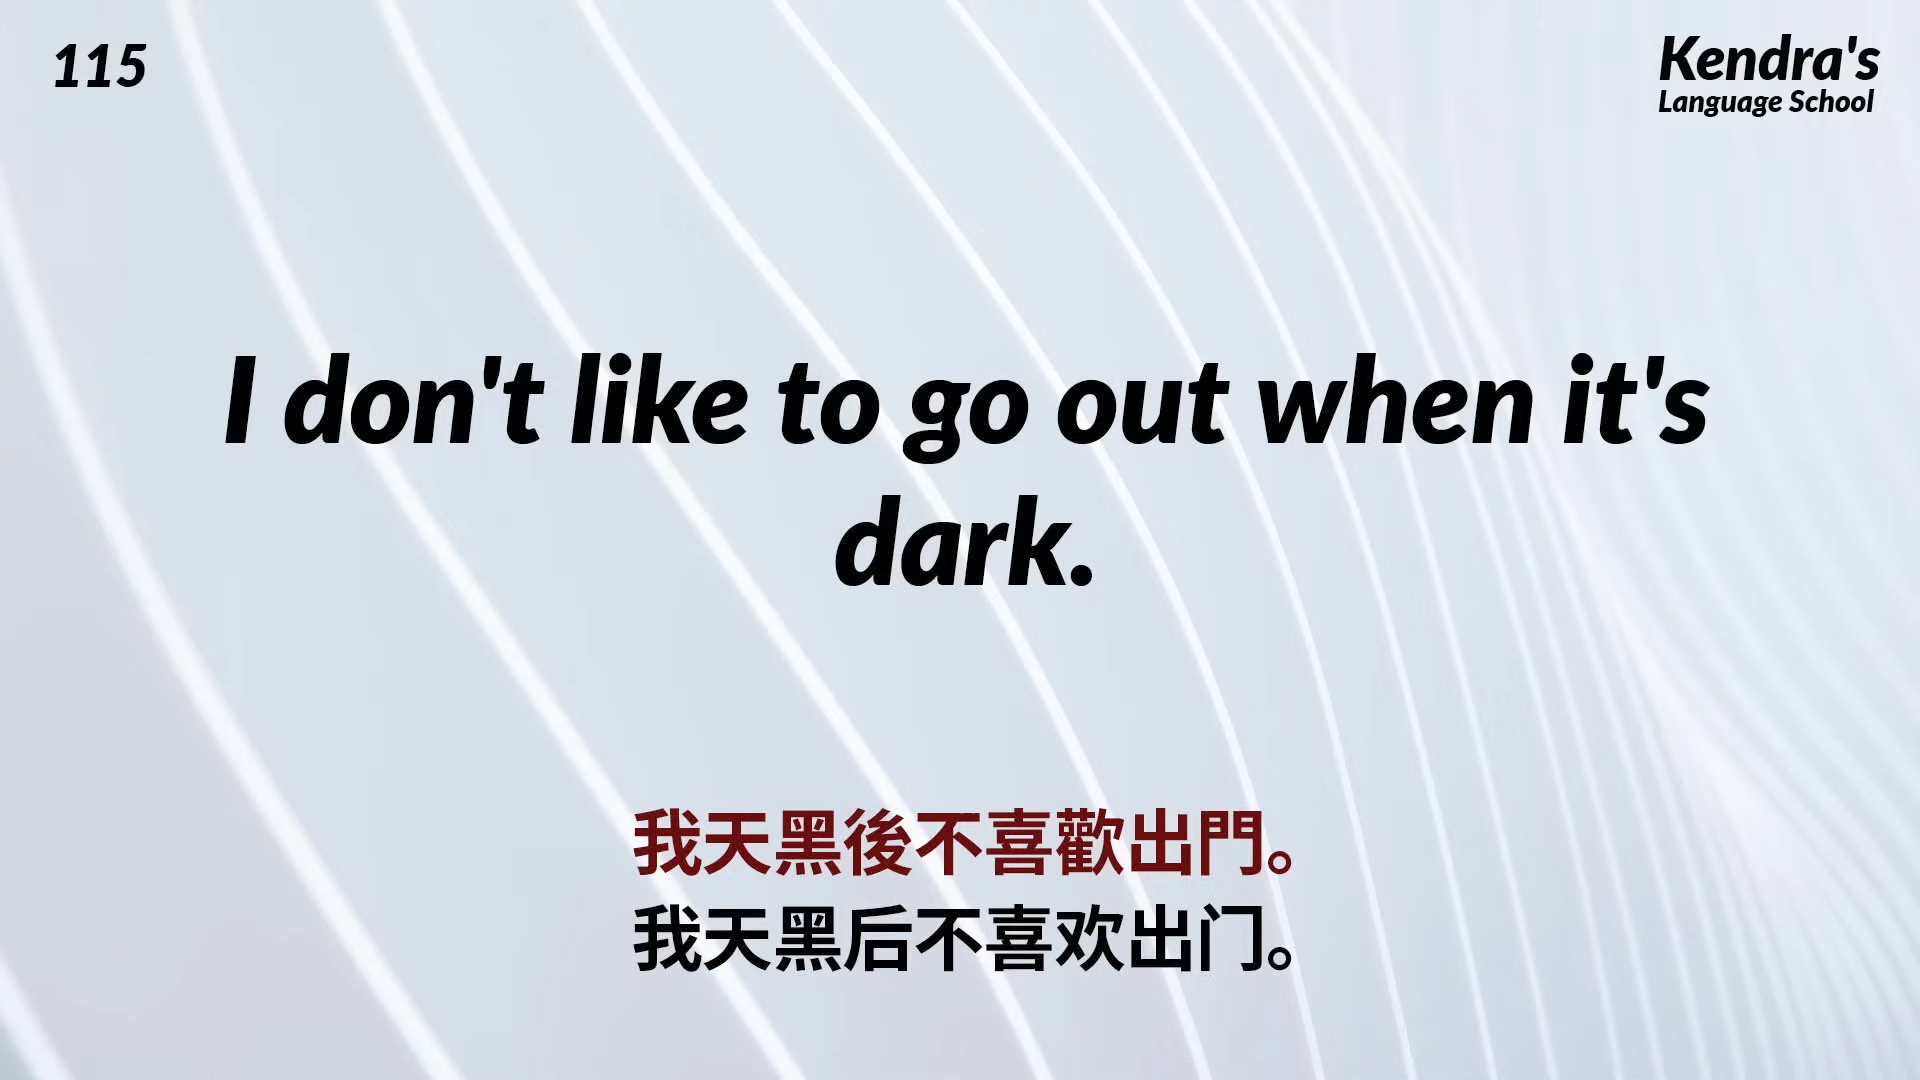 115
Kendra's
Language School
I don't like to go out when it's
dark.
我天黑後不喜歡出門。
我天黑后不喜欢出门。